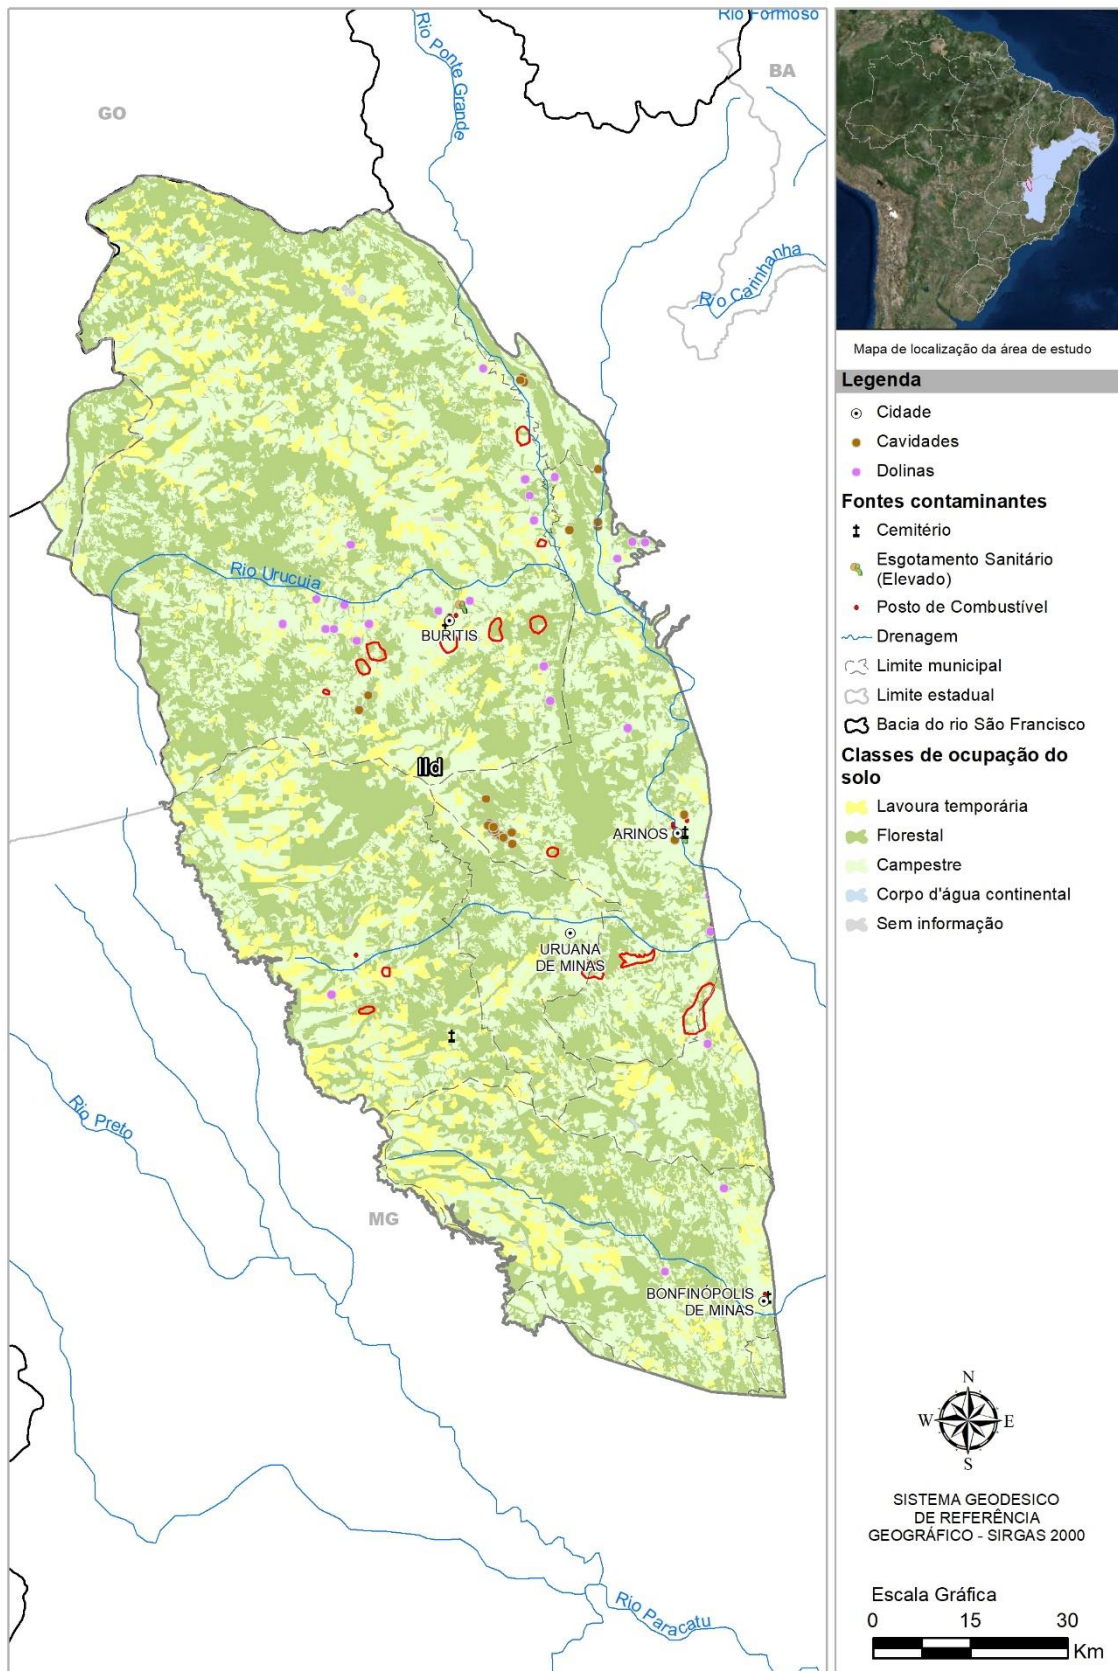 Rio Formoso
Rio Ponte Grande
BA
GO
Rio Carinhanha
Rio Urucuia
BURITIS
IId
ARINOS
URUANA
DE MINAS
Rio Preto
MG
BONFINÓPOLIS
DE MINAS
Rio Paracatu
Mapa de localização da área de estudo
Legenda
Cidade
Cavidades
Dolinas
Fontes contaminantes
Cemitério
Esgotamento Sanitário
(Elevado)
Posto de Combustível
Drenagem
Limite municipal
Limite estadual
Bacia do rio São Francisco
Classes de ocupação do
solo
Lavoura temporária
Florestal
Campestre
Corpo d'água continental
Sem informação
N
W E
S
SISTEMA GEODESICO
DE REFERÊNCIA
GEOGRÁFICO - SIRGAS 2000
Escala Gráfica
0 15 30
Km